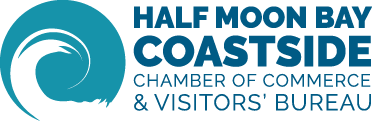 HALF MOON BAY
COASTSIDE
CHAMBER OF COMMERCE
& VISITORS' BUREAU